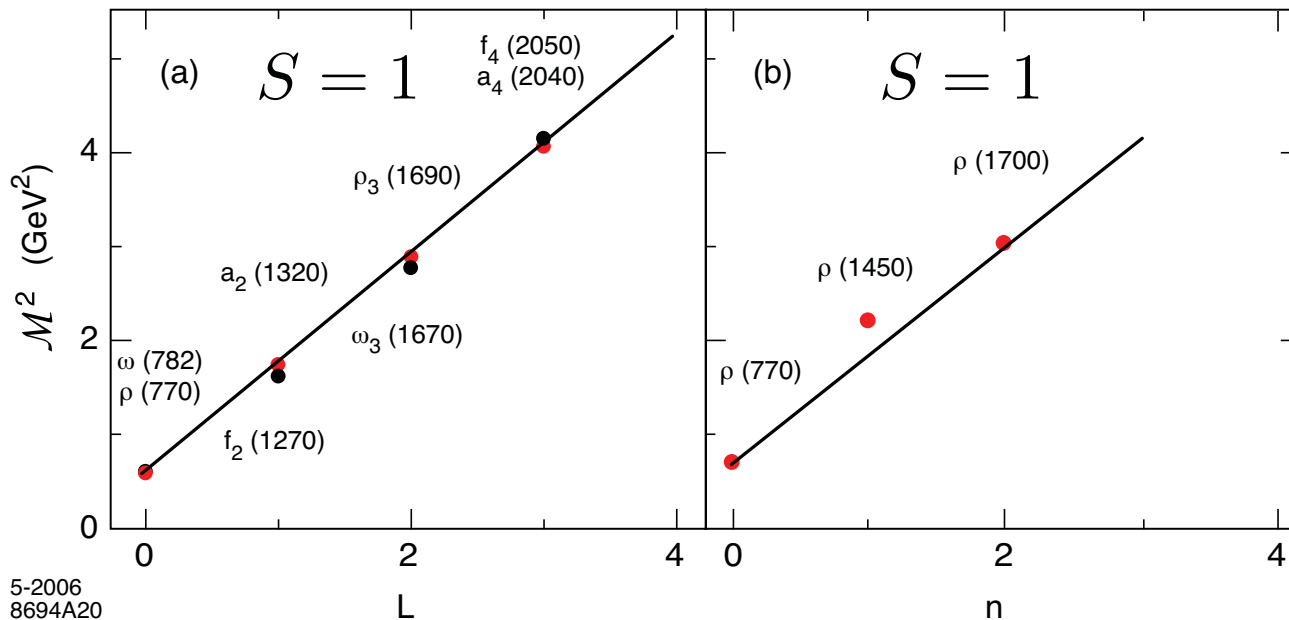 (a)
S = 1
f4 (2050)
a4 (2040)
ρ3 (1690)
a2 (1320)
ω3 (1670)
ω (782)
ρ (770)
f2 (1270)
(b)
S = 1
ρ (1700)
ρ (1450)
ρ (770)
ℳ² (GeV²)
4
2
0
0 2 4
L
0 2 4
n
5-2006
8694A20